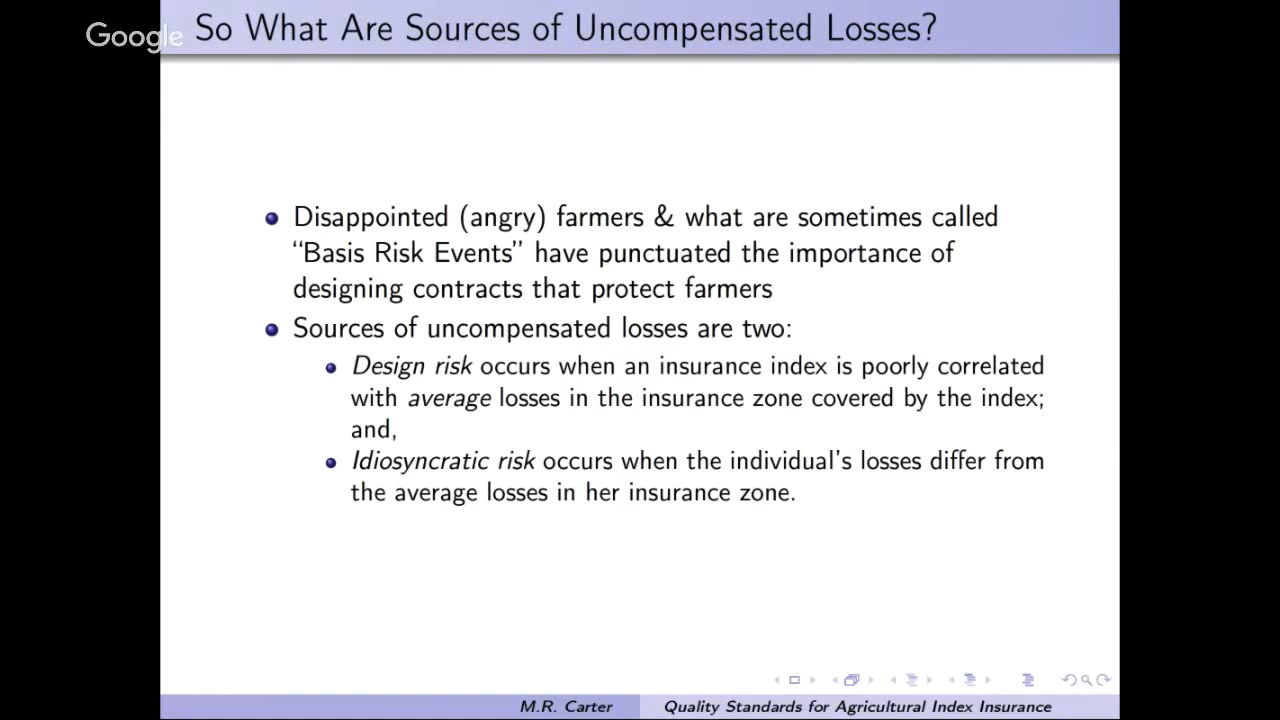 Google
So What Are Sources of Uncompensated Losses?
Disappointed (angry) farmers & what are sometimes called
“Basis Risk Events” have punctuated the importance of
designing contracts that protect farmers
Sources of uncompensated losses are two:
Design risk occurs when an insurance index is poorly correlated
with average losses in the insurance zone covered by the index;
and,
Idiosyncratic risk occurs when the individual's losses differ from
the average losses in her insurance zone.
M.R. Carter
Quality Standards for Agricultural Index Insurance